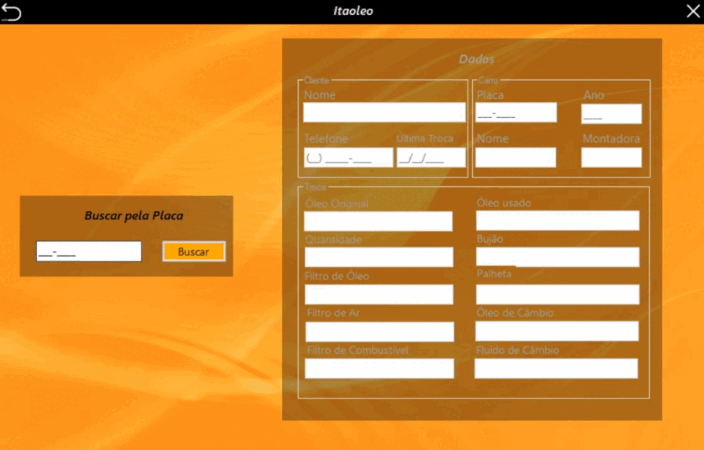 Itaoleo
Dados
Cliente
Carro
Nome
Placa
Ano
___-____
____
Telefone
Ultima Troca
Nome
Montadora
(__) _____-____
__/__/____
Troca
Óleo Original
Óleo usado
Quantidade
Bujão
Filtro de Óleo
Palheta
Filtro de Ar
Óleo de Câmbio
Filtro de Combustível
Fluído de Câmbio
Buscar pela Placa
___-____
Buscar